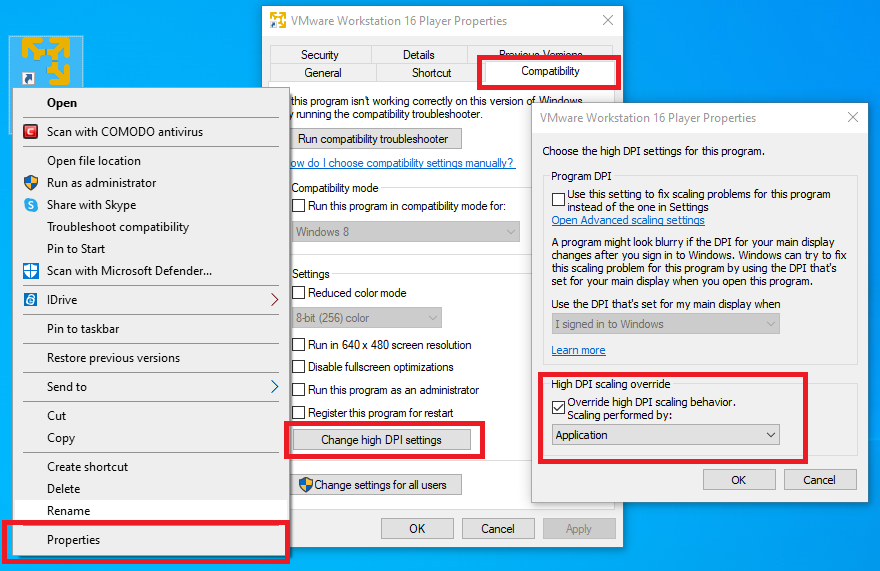 Open
Scan with COMODO antivirus
Open file location
Run as administrator
Share with Skype
Troubleshoot compatibility
Pin to Start
Scan with Microsoft Defender...
IDrive
Pin to taskbar
Restore previous versions
Send to
Cut
Copy
Create shortcut
Delete
Rename
Properties
VMware Workstation 16 Player Properties
Security Details Previous Versions
General Shortcut Compatibility
this program isn't working correctly on this version of Windows,
running the compatibility troubleshooter.
Run compatibility troubleshooter
do I choose compatibility settings manually?
Compatibility mode
Run this program in compatibility mode for:
Windows 8
Settings
Reduced color mode
8-bit (256) color
Run in 640 x 480 screen resolution
Disable fullscreen optimizations
Run this program as an administrator
Register this program for restart
Change high DPI settings
Change settings for all users
OK Cancel Apply
VMware Workstation 16 Player Properties
Choose the high DPI settings for this program.
Program DPI
Use this setting to fix scaling problems for this program
instead of the one in Settings
Open Advanced scaling settings
A program might look blurry if the DPI for your main display
changes after you sign in to Windows. Windows can try to fix
this scaling problem for this program by using the DPI that's
set for your main display when you open this program.
Use the DPI that's set for my main display when
I signed in to Windows
Learn more
High DPI scaling override
Override high DPI scaling behavior.
Scaling performed by:
Application
OK Cancel